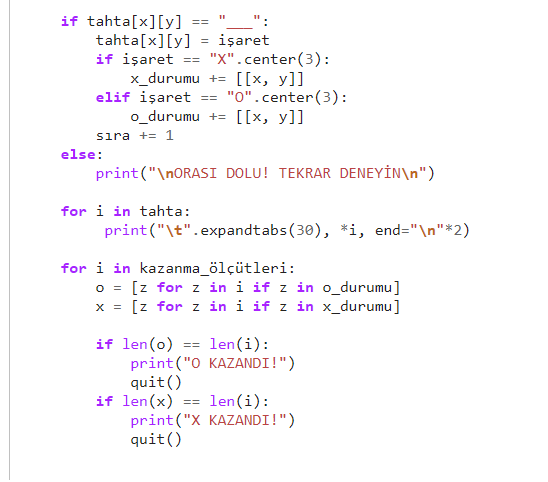 if tahta[x][y] == "___":
    tahta[x][y] = işaret
    if işaret == "X".center(3):
        x_durumu += [[x, y]]
    elif işaret == "O".center(3):
        o_durumu += [[x, y]]
    sıra += 1
else:
    print("\nORASI DOLU! TEKRAR DENEYİN\n")

for i in tahta:
     print("\t".expandtabs(30), *i, end="\n"*2)

for i in kazanma_ölçütleri:
    o = [z for z in i if z in o_durumu]
    x = [z for z in i if z in x_durumu]

    if len(o) == len(i):
        print("O KAZANDI!")
        quit()
    if len(x) == len(i):
        print("X KAZANDI!")
        quit()